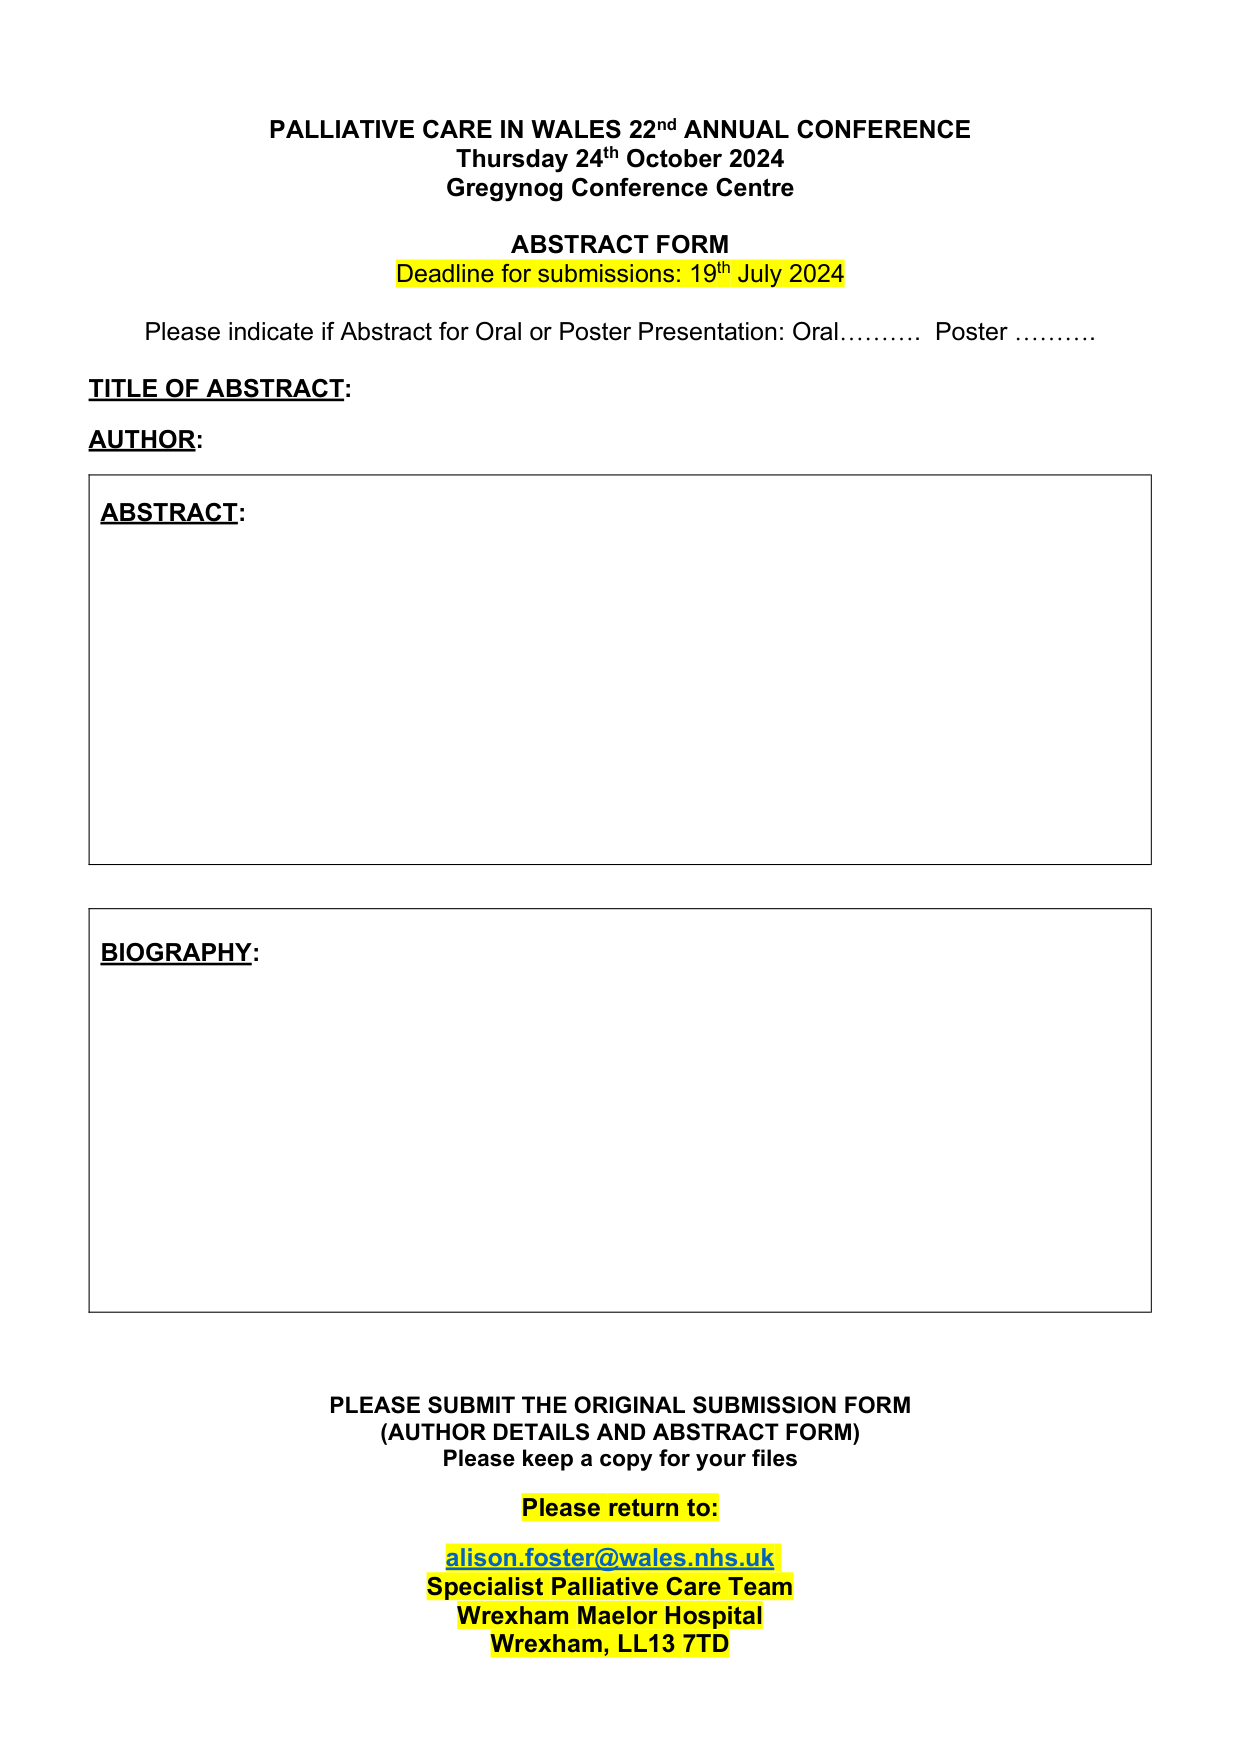 PALLIATIVE CARE IN WALES 22nd ANNUAL CONFERENCE
Thursday 24th October 2024
Gregynog Conference Centre
ABSTRACT FORM
Deadline for submissions: 19th July 2024
Please indicate if Abstract for Oral or Poster Presentation: Oral………. Poster ……….
TITLE OF ABSTRACT:
AUTHOR:
ABSTRACT:
BIOGRAPHY:
PLEASE SUBMIT THE ORIGINAL SUBMISSION FORM
(AUTHOR DETAILS AND ABSTRACT FORM)
Please keep a copy for your files
Please return to:
alison.foster@wales.nhs.uk
Specialist Palliative Care Team
Wrexham Maelor Hospital
Wrexham, LL13 7TD